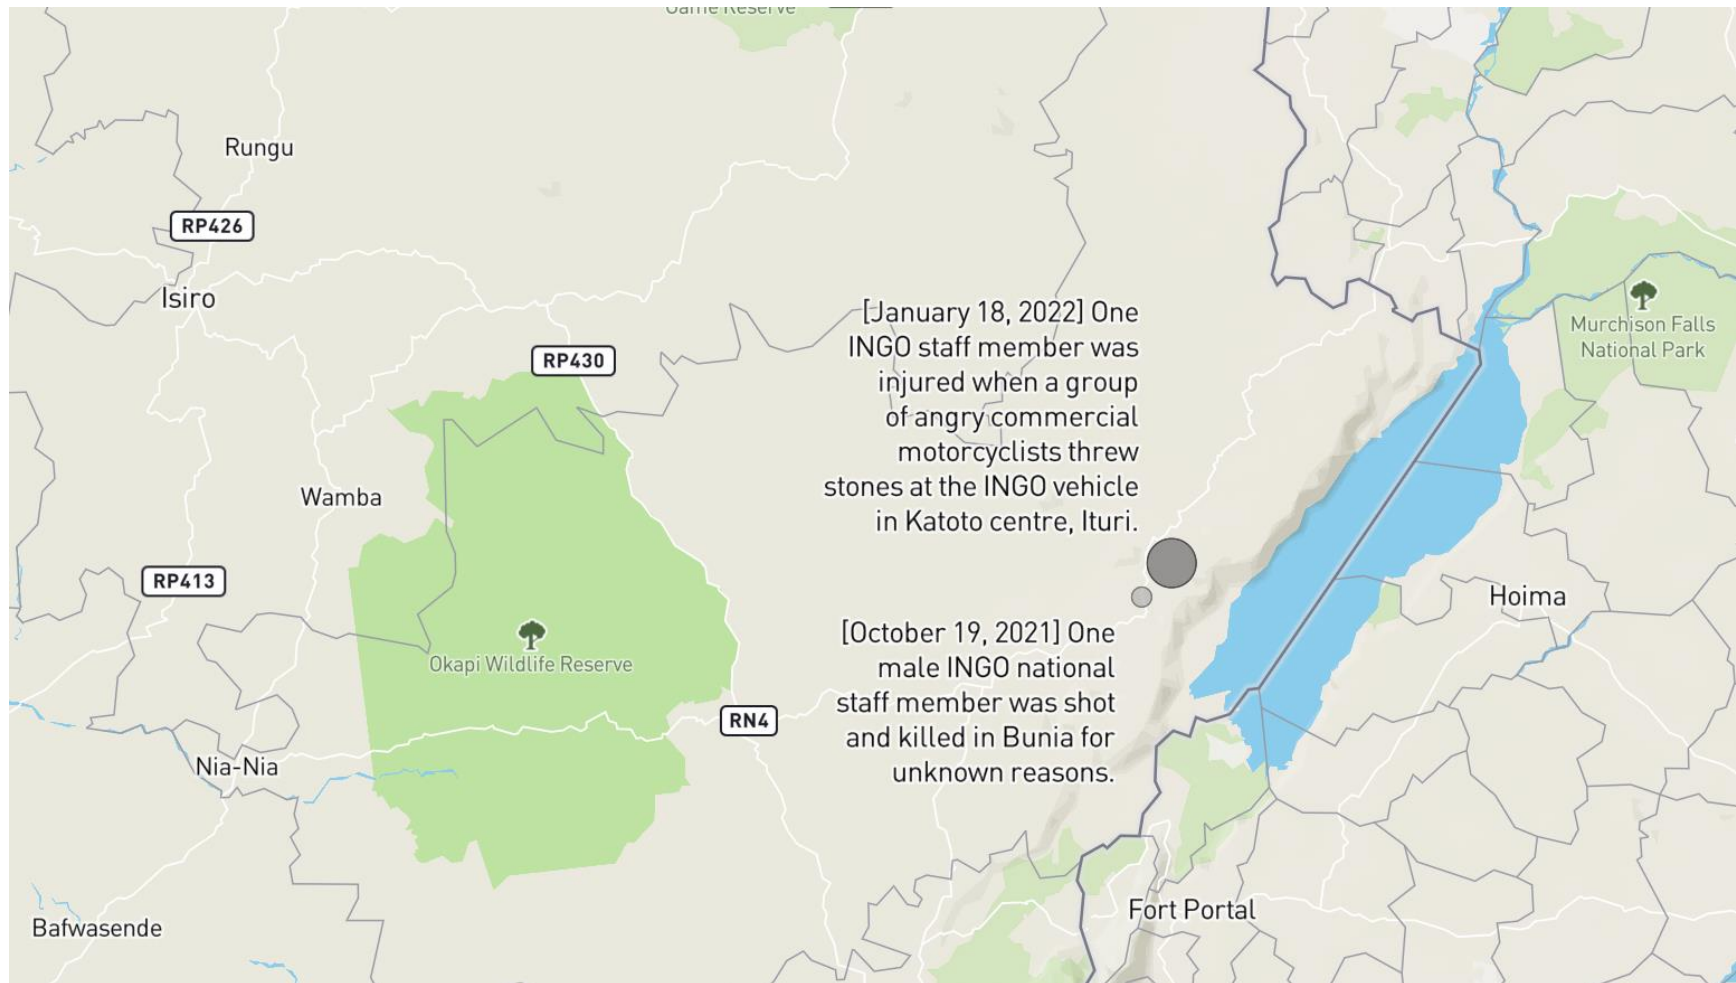 Game Reserve
Rungu
RP426
Isiro
[January 18, 2022] One
INGO staff member was
injured when a group
of angry commercial
motorcyclists threw
stones at the INGO vehicle
in Katoto centre, Ituri.
Murchison Falls
National Park
RP430
Wamba
RP413
Hoima
Okapi Wildlife Reserve
[October 19, 2021] One
male INGO national
staff member was shot
and killed in Bunia for
unknown reasons.
RN4
Nia-Nia
Fort Portal
Bafwasende